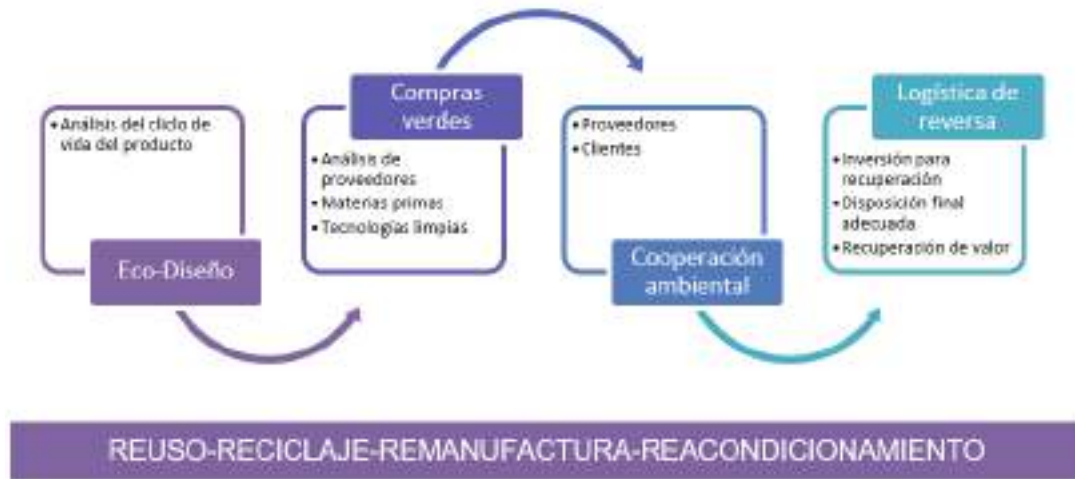 • Análisis del cliclo de
vida del producto
Eco-Diseño
Compras
verdes
• Análisis de
proveedores
• Materias primas
• Tecnologías limpias
• Proveedores
• Clientes
Cooperación
ambiental
Logística de
reversa
• Inversión para
recuperación
• Disposición final
adecuada
• Recuperación de valor
REUSO-RECICLAJE-REMANUFACTURA-REACONDICIONAMIENTO